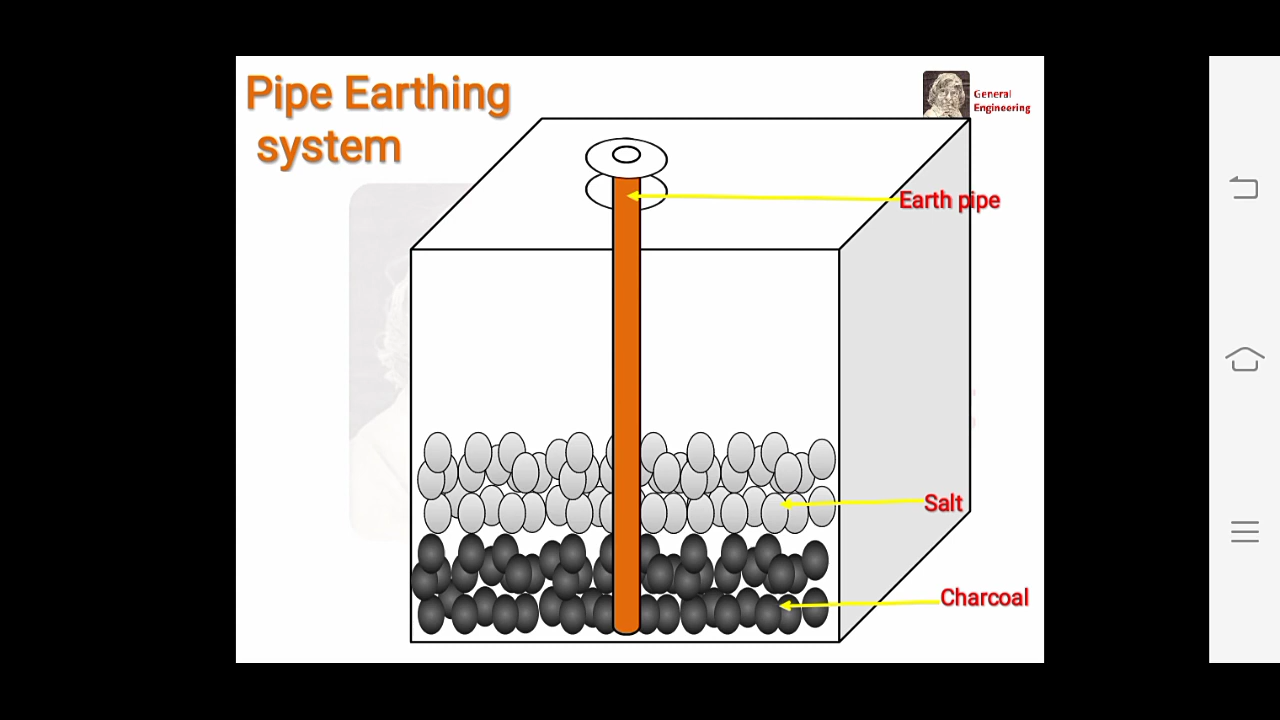 Pipe Earthing
system
General
Engineering
Earth pipe
Salt
Charcoal